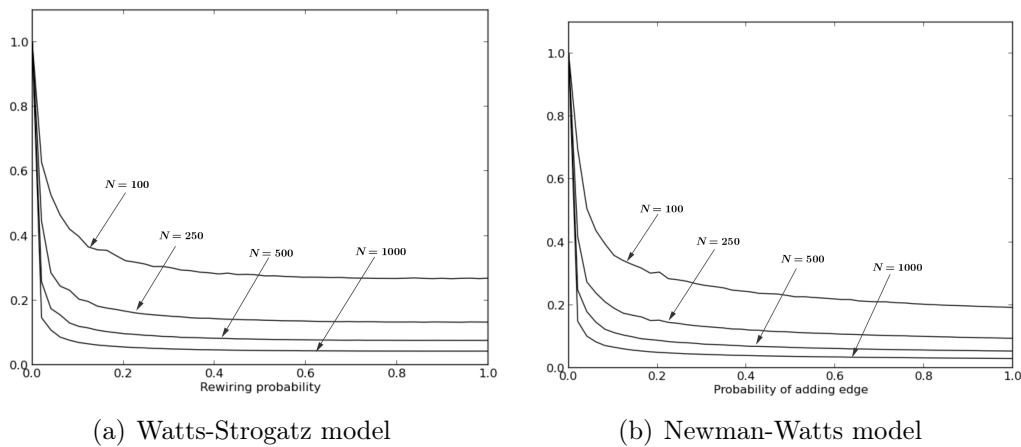 1.0
0.8
0.6
0.4
0.2
0.0
0.0 0.2 0.4 0.6 0.8 1.0
N = 100
N = 250
N = 500
N = 1000
Rewiring probability
(a) Watts-Strogatz model
1.0
0.8
0.6
0.4
0.2
0.0
0.0 0.2 0.4 0.6 0.8 1.0
N = 100
N = 250
N = 500
N = 1000
Probability of adding edge
(b) Newman-Watts model